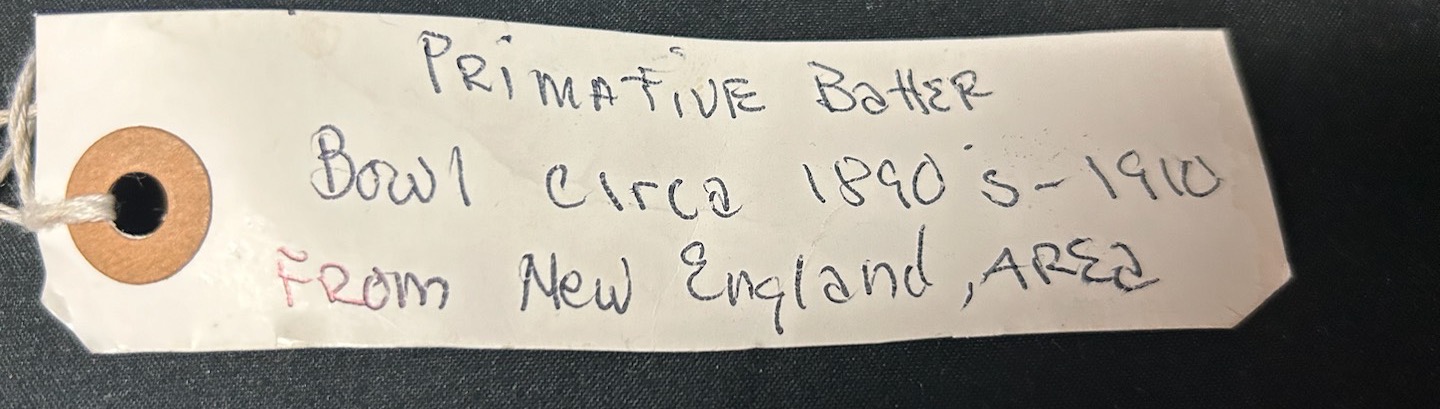 PRiMATiVE BattER
Bowl circa 1890's-1910
FROM New England, AREa